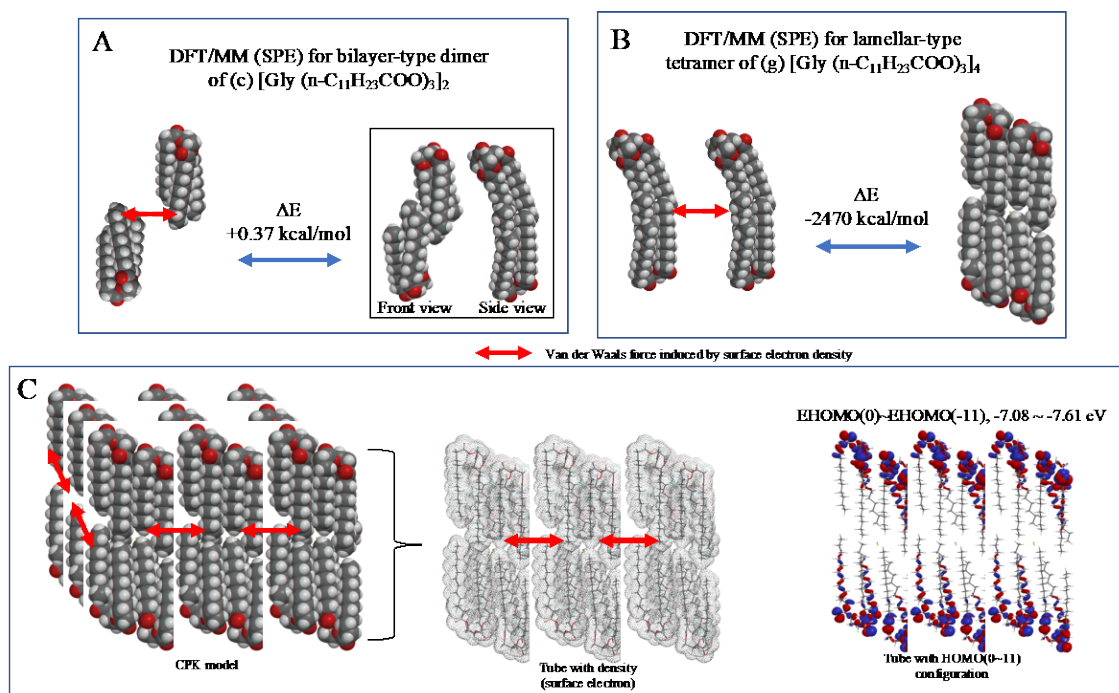 A
DFT/MM (SPE) for bilayer-type dimer
of (c) [Gly (n-C₁₁H₂₃COO)₃]₂
ΔE
+0.37 kcal/mol
Front view
Side view
B
DFT/MM (SPE) for lamellar-type
tetramer of (g) [Gly (n-C₁₁H₂₃COO)₃]₄
ΔE
-2470 kcal/mol
Van der Waals force induced by surface electron density
C
EHOMO(0)~EHOMO(-11), -7.08 ~ -7.61 eV
CPK model
Tube with density
(surface electron)
Tube with HOMO(0~11)
configuration